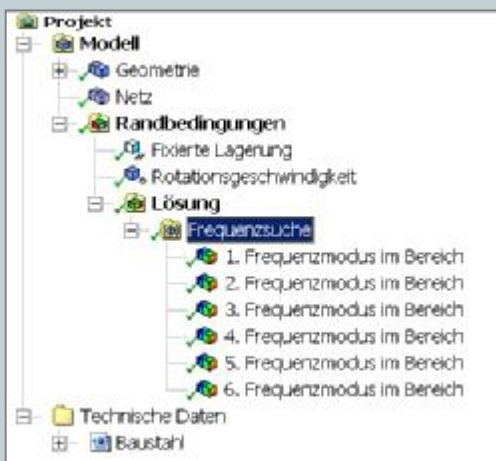 Projekt
Modell
Geometrie
Netz
Randbedingungen
Fixierte Lagerung
Rotationsgeschwindigkeit
Lösung
Frequenzsuche
1. Frequenzmodus im Bereich
2. Frequenzmodus im Bereich
3. Frequenzmodus im Bereich
4. Frequenzmodus im Bereich
5. Frequenzmodus im Bereich
6. Frequenzmodus im Bereich
Technische Daten
Baustahl